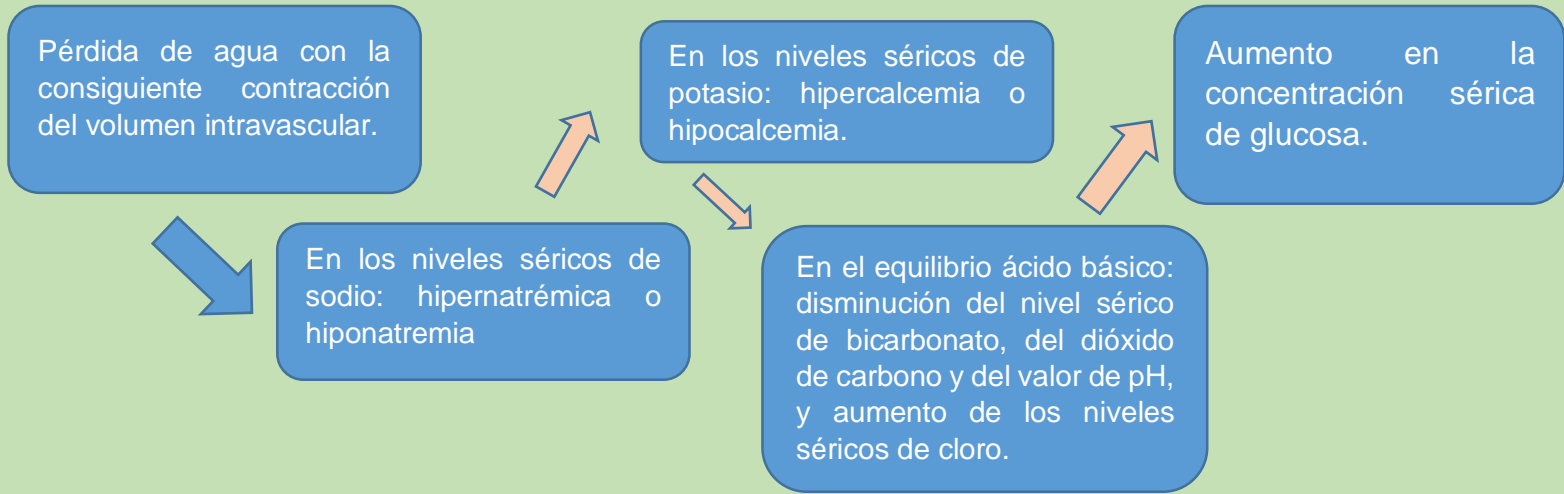 Pérdida de agua con la
consiguiente contracción
del volumen intravascular.
En los niveles séricos de
sodio: hipernatrémica o
hiponatremia
En los niveles séricos de
potasio: hipercalcemia o
hipocalcemia.
En el equilibrio ácido básico:
disminución del nivel sérico
de bicarbonato, del dióxido
de carbono y del valor de pH,
y aumento de los niveles
séricos de cloro.
Aumento en la
concentración sérica
de glucosa.